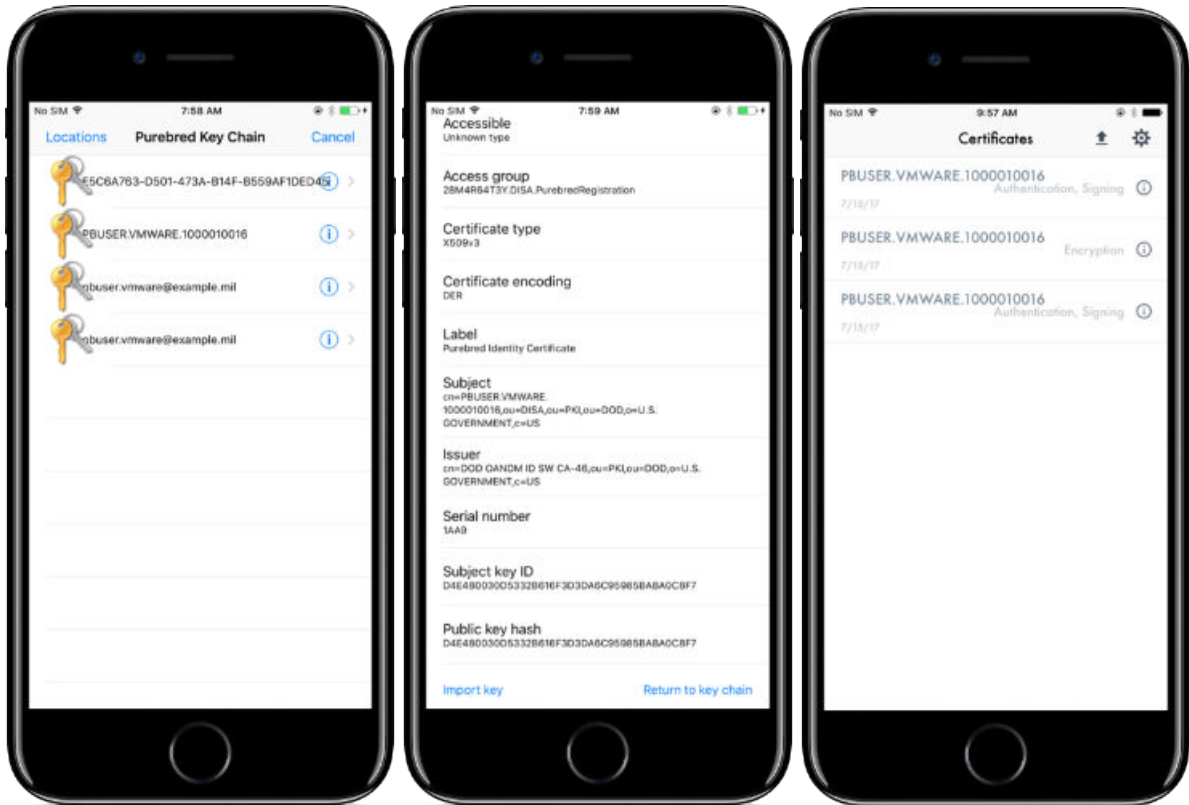 No SIM
7:58 AM
Locations
Purebred Key Chain
Cancel
E5C6A763-D501-473A-B14F-B559AF1DED45
PBUSER.VMWARE.1000010016
pbuser.vmware@example.mil
pbuser.vmware@example.mil
No SIM
7:59 AM
Accessible
Unknown type
Access group
28M4R64T3Y.DISA.PurebredRegistration
Certificate type
X509v3
Certificate encoding
DER
Label
Purebred Identity Certificate
Subject
cn=PBUSER.VMWARE.
1000010016,ou=DISA,ou=PKI,ou=DOD,o=U.S.
GOVERNMENT,c=US
Issuer
cn=DOD OANDM ID SW CA-46,ou=PKI,ou=DOD,o=U.S.
GOVERNMENT,c=US
Serial number
1AA9
Subject key ID
Public key hash
Import key
Return to key chain
No SIM
9:57 AM
Certificates
PBUSER.VMWARE.1000010016
Authentication, Signing
7/18/17
PBUSER.VMWARE.1000010016
Encryption
7/18/17
PBUSER.VMWARE.1000010016
Authentication, Signing
7/18/17